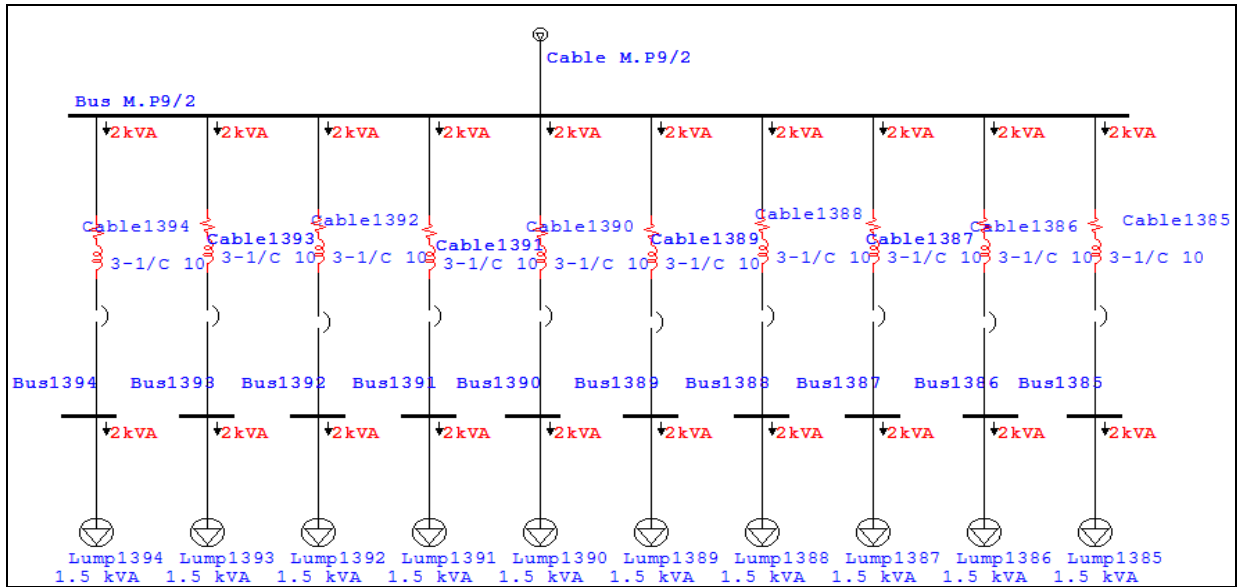 Cable M.P9/2
Bus M.P9/2
2kVA 2kVA 2kVA 2kVA 2kVA 2kVA 2kVA 2kVA 2kVA 2kVA
Cable1394 Cable1393 Cable1392 Cable1391 Cable1390 Cable1389 Cable1388 Cable1387 Cable1386 Cable1385
3-1/C 10 3-1/C 10 3-1/C 10 3-1/C 10 3-1/C 10 3-1/C 10 3-1/C 10 3-1/C 10 3-1/C 10 3-1/C 10
Bus1394 Bus1393 Bus1392 Bus1391 Bus1390 Bus1389 Bus1388 Bus1387 Bus1386 Bus1385
2kVA 2kVA 2kVA 2kVA 2kVA 2kVA 2kVA 2kVA 2kVA 2kVA
Lump1394 Lump1393 Lump1392 Lump1391 Lump1390 Lump1389 Lump1388 Lump1387 Lump1386 Lump1385
1.5 kVA 1.5 kVA 1.5 kVA 1.5 kVA 1.5 kVA 1.5 kVA 1.5 kVA 1.5 kVA 1.5 kVA 1.5 kVA